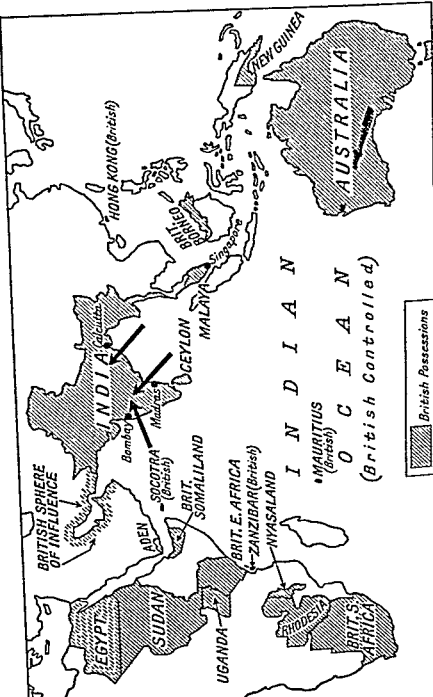 HONG KONG (British)
NEW GUINEA
BRIT.
BORNEO
Singapore
MALAYA
AUSTRALIA
INDIA
Calcutta
Bombay
Madras
CEYLON
BRITISH SPHERE
OF INFLUENCE
ADEN
SOCOTRA
(British)
BRIT.
SOMALILAND
EGYPT
SUDAN
UGANDA
BRIT. E. AFRICA
ZANZIBAR (British)
NYASALAND
RHODESIA
BRIT. S.
AFRICA
MAURITIUS
(British)
INDIAN
OCEAN
(British Controlled)
British Possessions